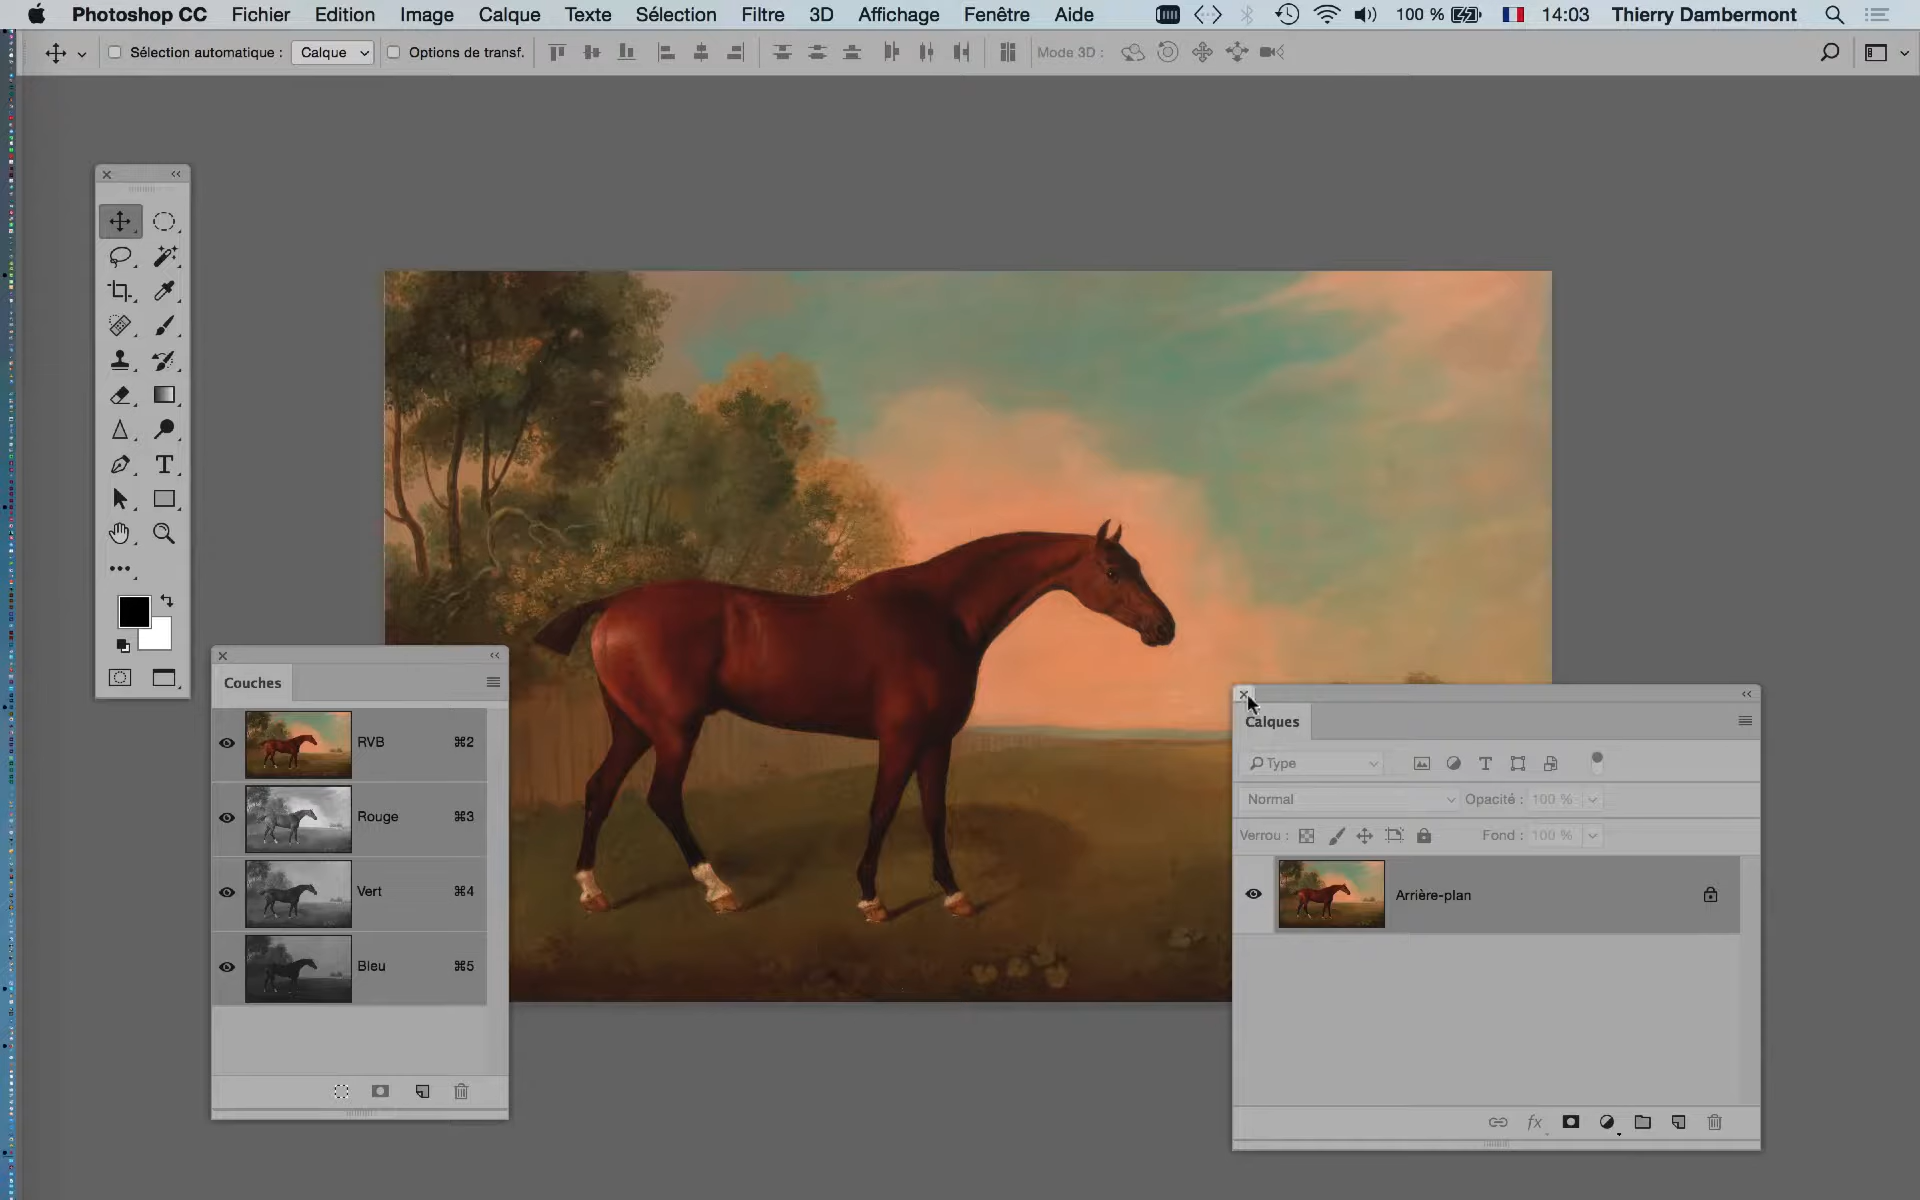 Photoshop CC Fichier Edition Image Calque Texte Sélection Filtre 3D Affichage Fenêtre Aide 100 % 14:03 Thierry Dambermont
Sélection automatique : Calque Options de transf. Mode 3D :
Couches
RVB ⌘2
Rouge ⌘3
Vert ⌘4
Bleu ⌘5
Calques
Type
Normal Opacité : 100 %
Verrou : Fond : 100 %
Arrière-plan
fx